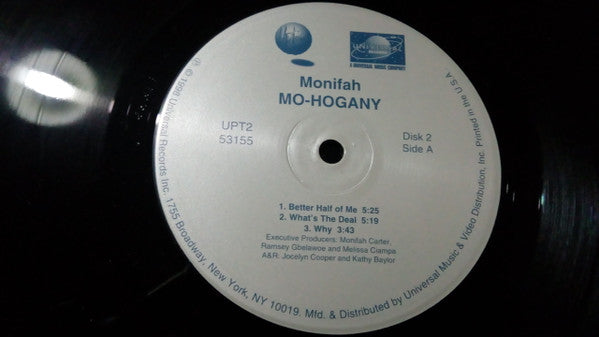 UNIVERSAL
A UNIVERSAL MUSIC COMPANY
Monifah
MO-HOGANY
UPT2
53155
Disk 2
Side A
1. Better Half of Me 5:25
2. What's The Deal 5:19
3. Why 3:43
Executive Producers: Monifah Carter,
Ramsey Gbelawoe and Melissa Ciampa
A&R: Jocelyn Cooper and Kathy Baylor
℗ © 1998 Universal Records Inc. 1755 Broadway, New York, NY 10019. Mfd. & Distributed by Universal Music & Video Distribution, Inc. Printed in the U.S.A